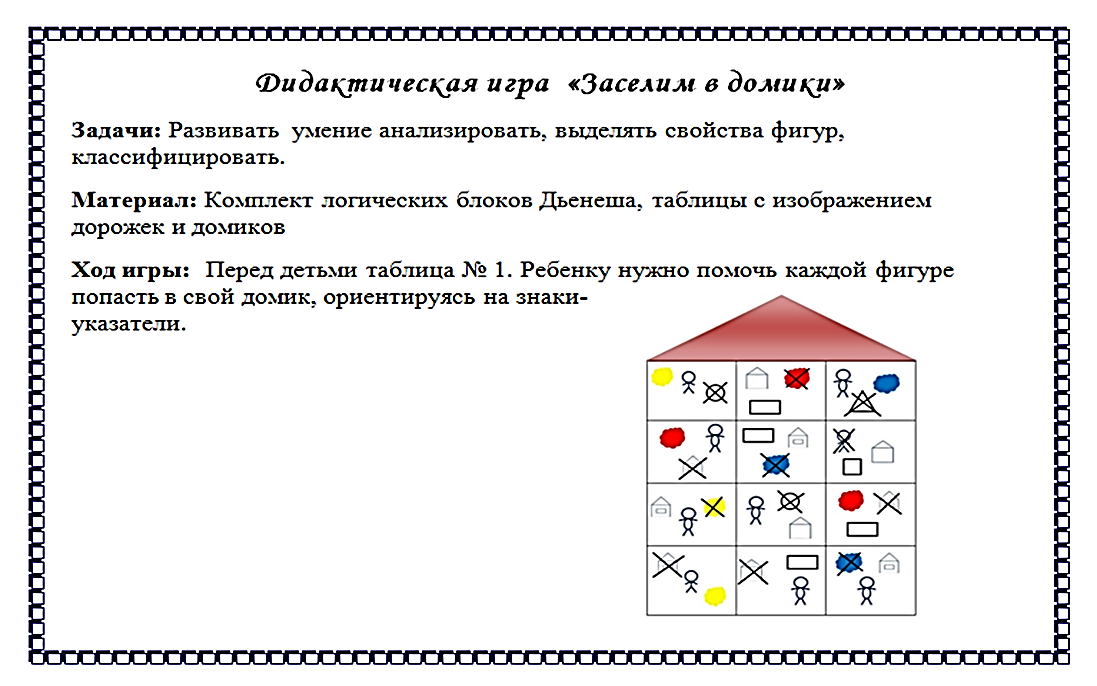 Дидактическая игра «Заселим в домики»
Задачи: Развивать умение анализировать, выделять свойства фигур,
классифицировать.
Материал: Комплект логических блоков Дьенеша, таблицы с изображением
дорожек и домиков
Ход игры: Перед детьми таблица № 1. Ребенку нужно помочь каждой фигуре
попасть в свой домик, ориентируясь на знаки-
указатели.